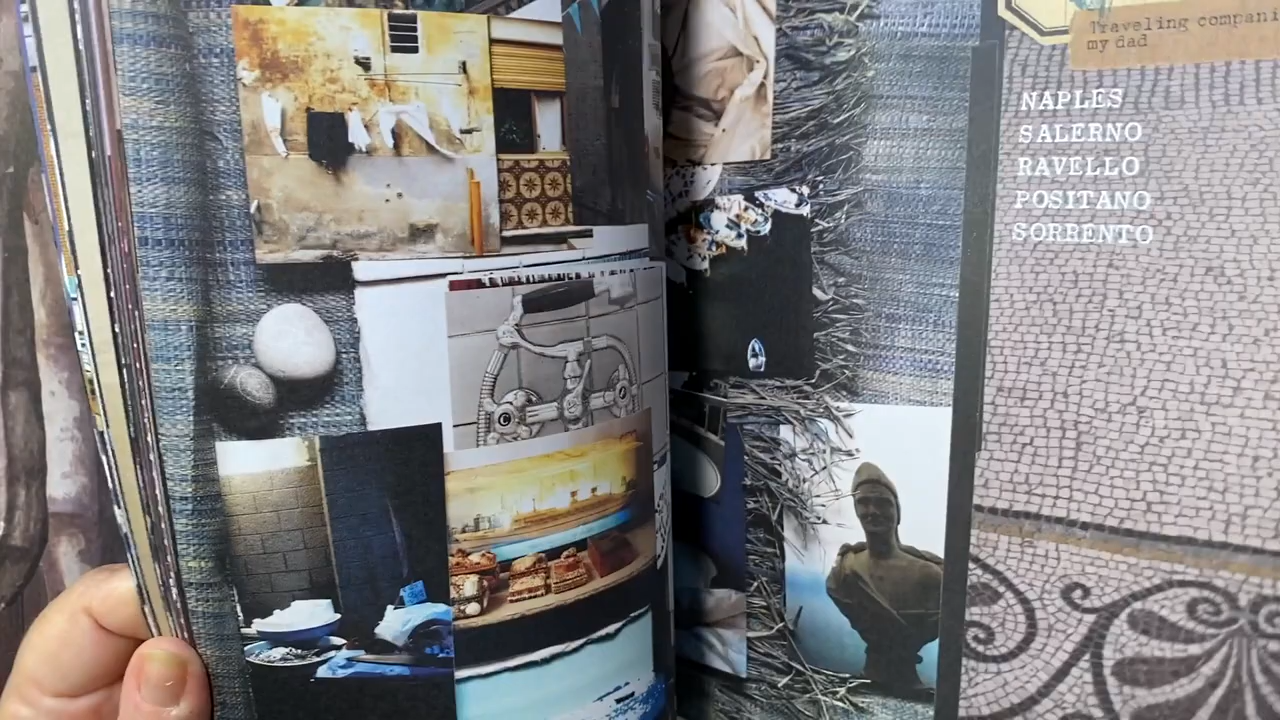 Traveling compani
my dad
NAPLES
SALERNO
RAVELLO
POSITANO
SORRENTO